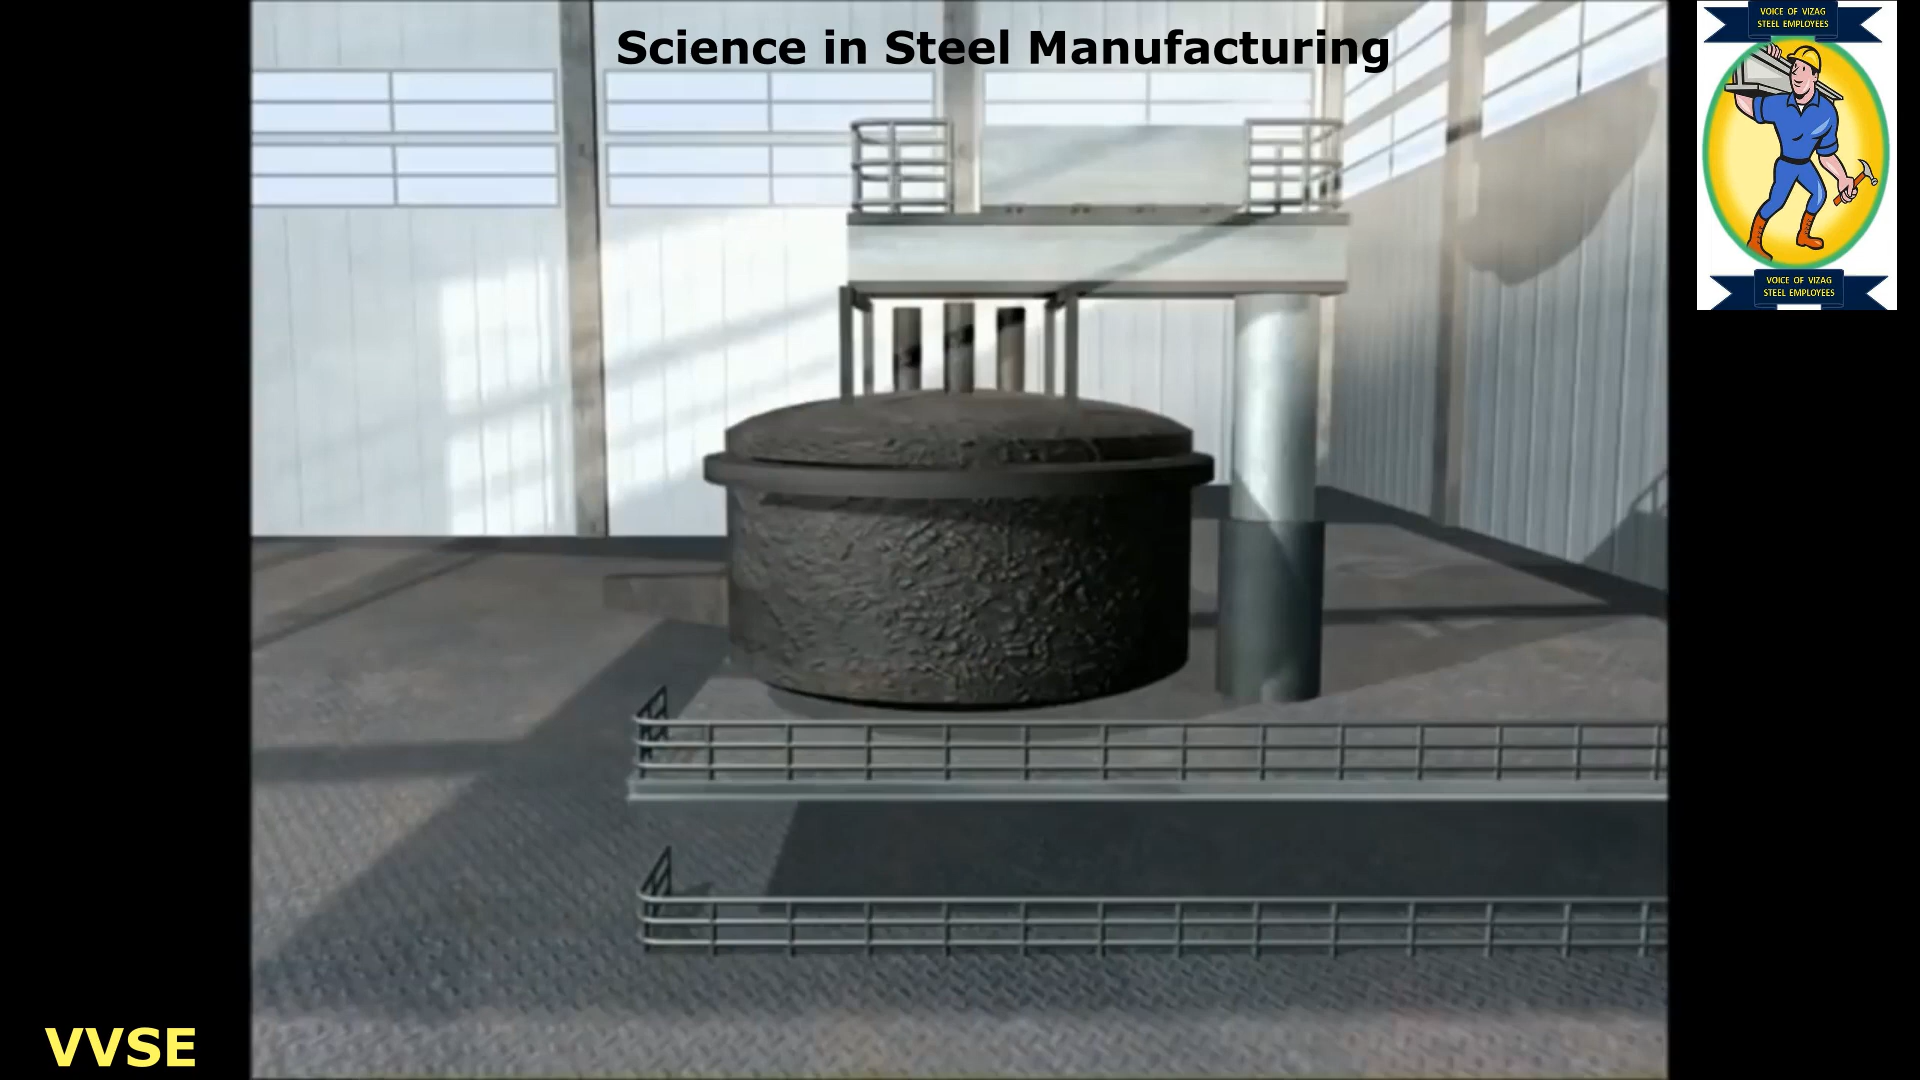 Science in Steel Manufacturing
VOICE OF VIZAG
STEEL EMPLOYEES
VOICE OF VIZAG
STEEL EMPLOYEES
VVSE